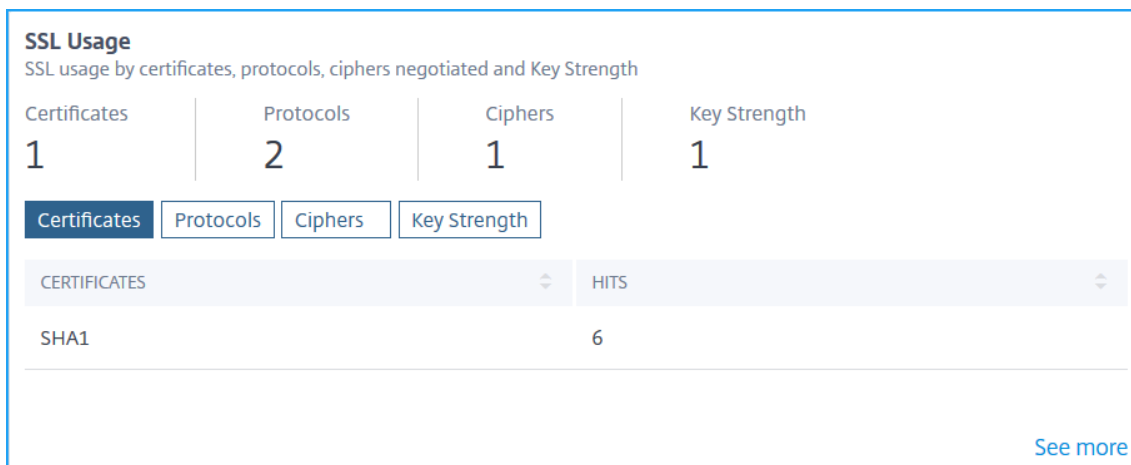 SSL Usage
SSL usage by certificates, protocols, ciphers negotiated and Key Strength
Certificates Protocols Ciphers Key Strength
1 2 1 1
Certificates Protocols Ciphers Key Strength
CERTIFICATES HITS
SHA1 6
See more